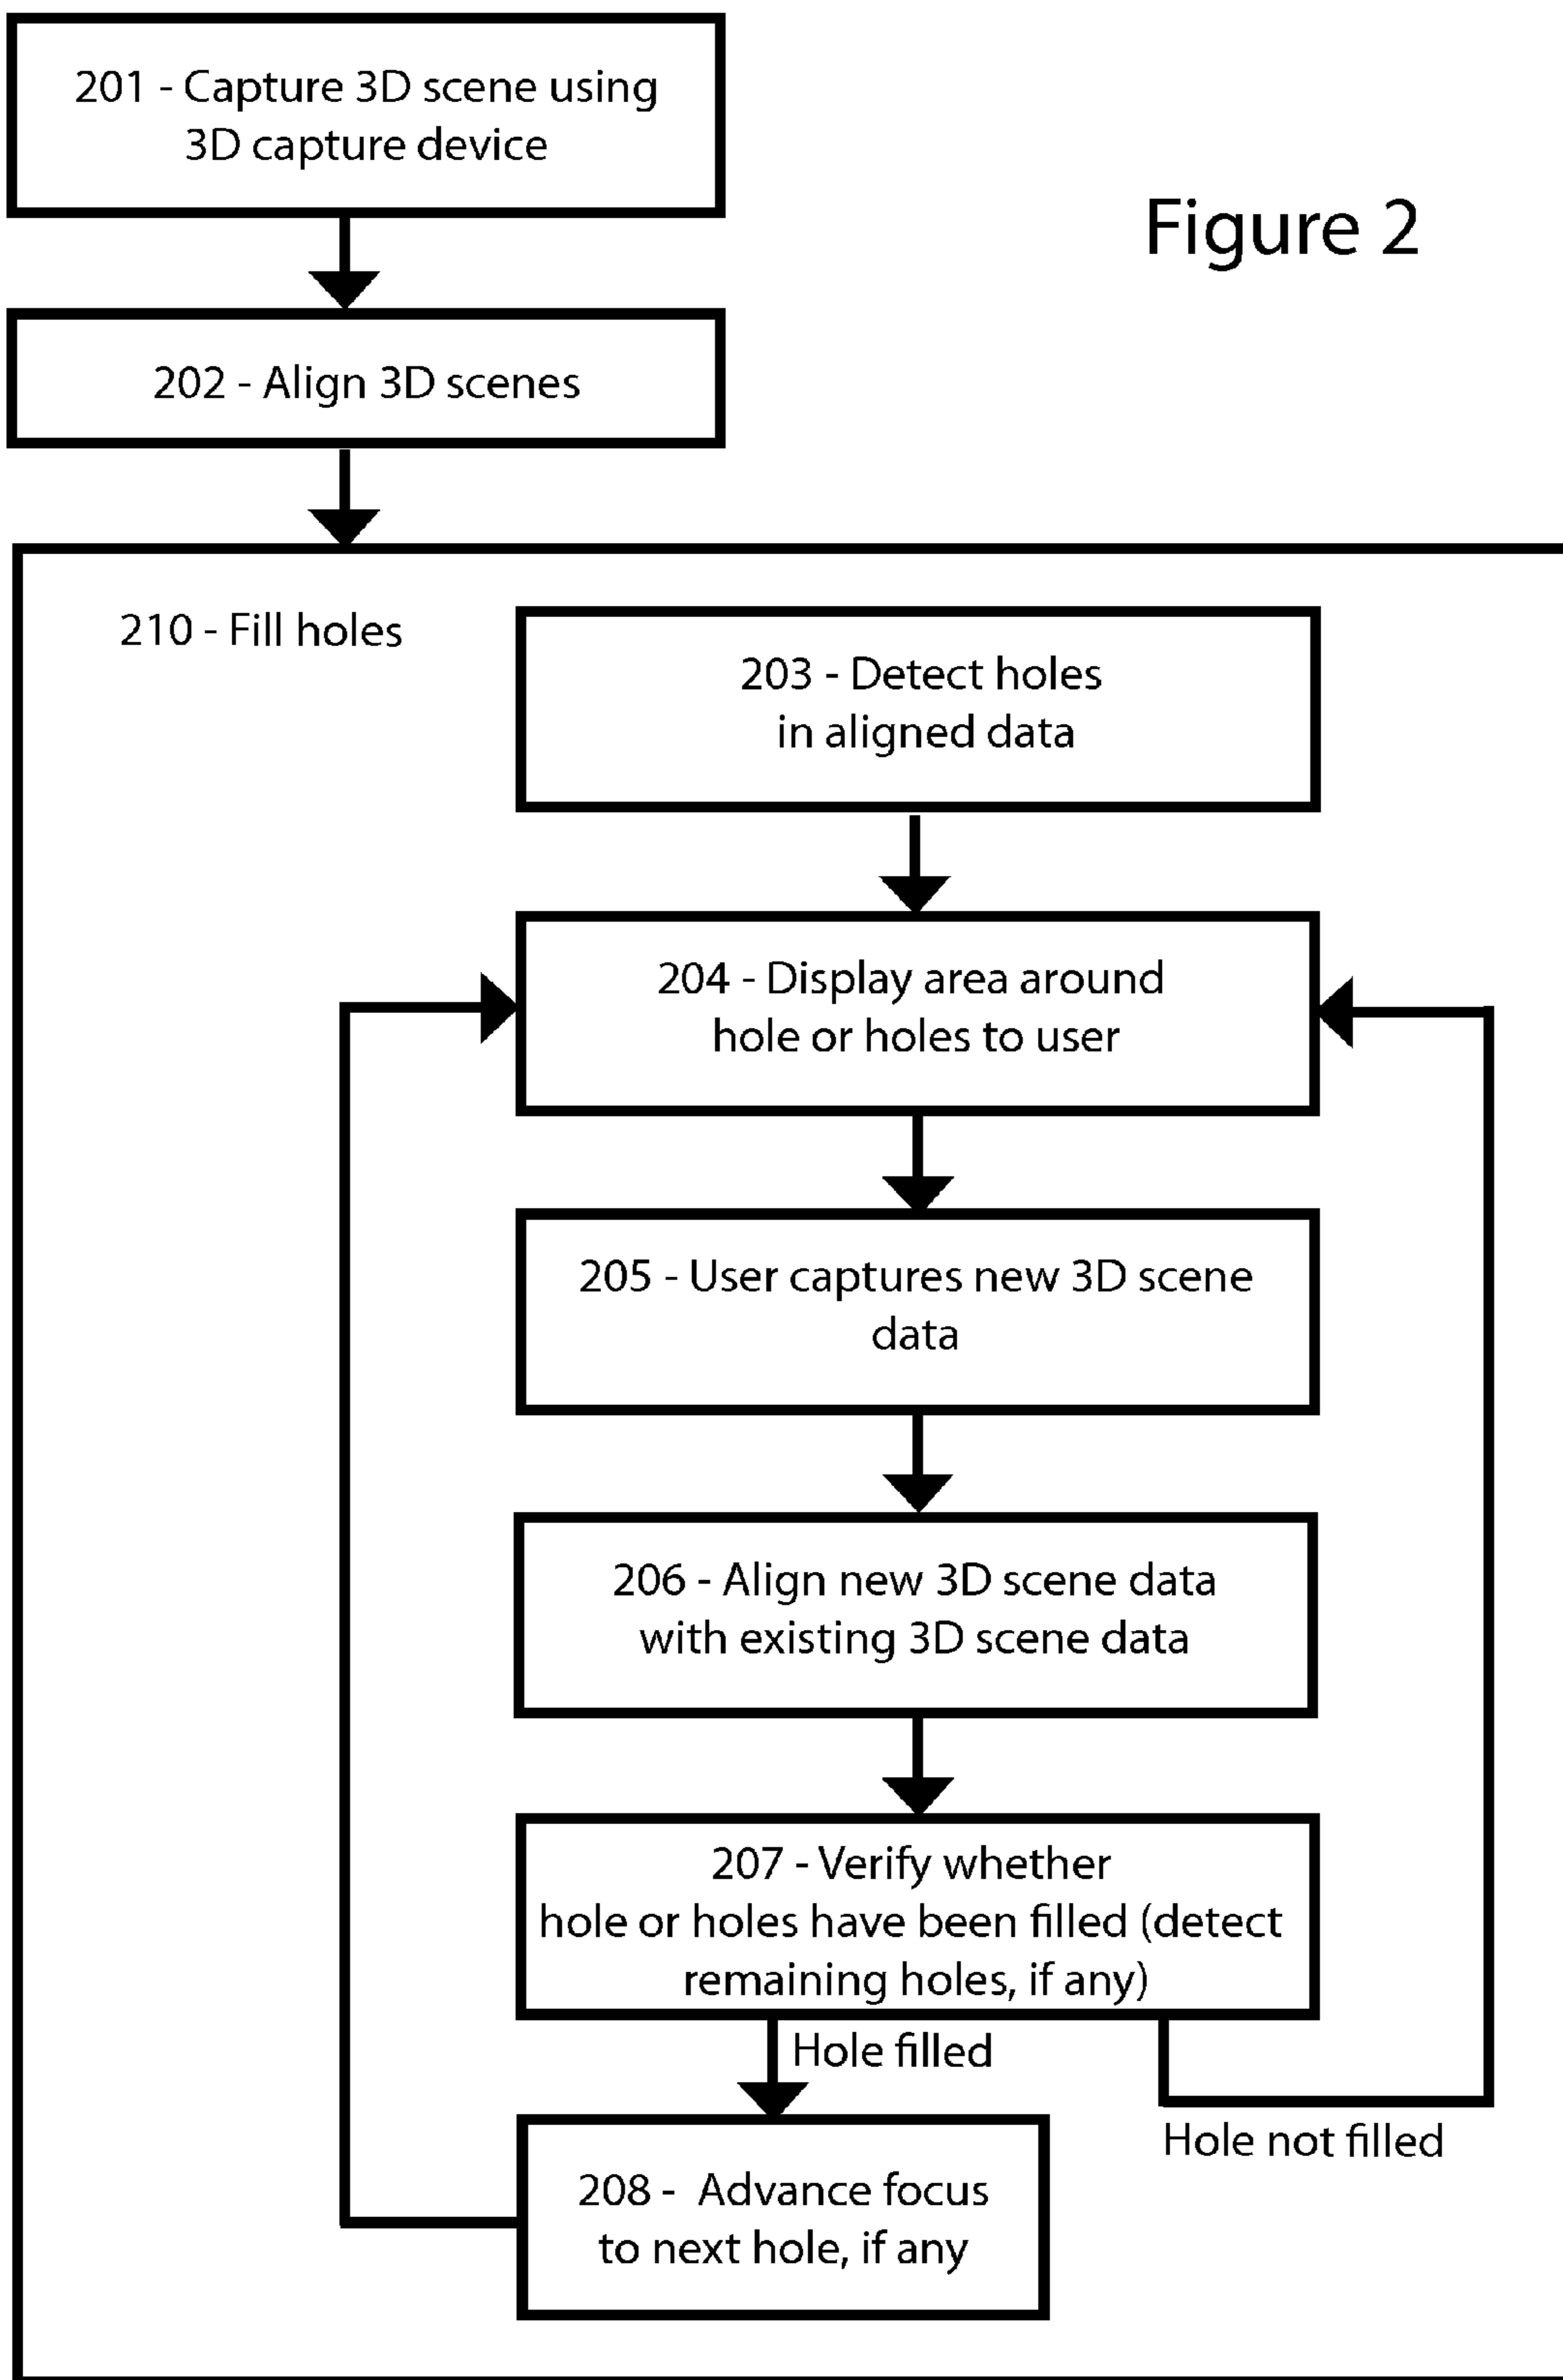 201 - Capture 3D scene using
3D capture device
Figure 2
202 - Align 3D scenes
210 - Fill holes
203 - Detect holes
in aligned data
204 - Display area around
hole or holes to user
205 - User captures new 3D scene
data
206 - Align new 3D scene data
with existing 3D scene data
207 - Verify whether
hole or holes have been filled (detect
remaining holes, if any)
Hole filled
Hole not filled
208 - Advance focus
to next hole, if any